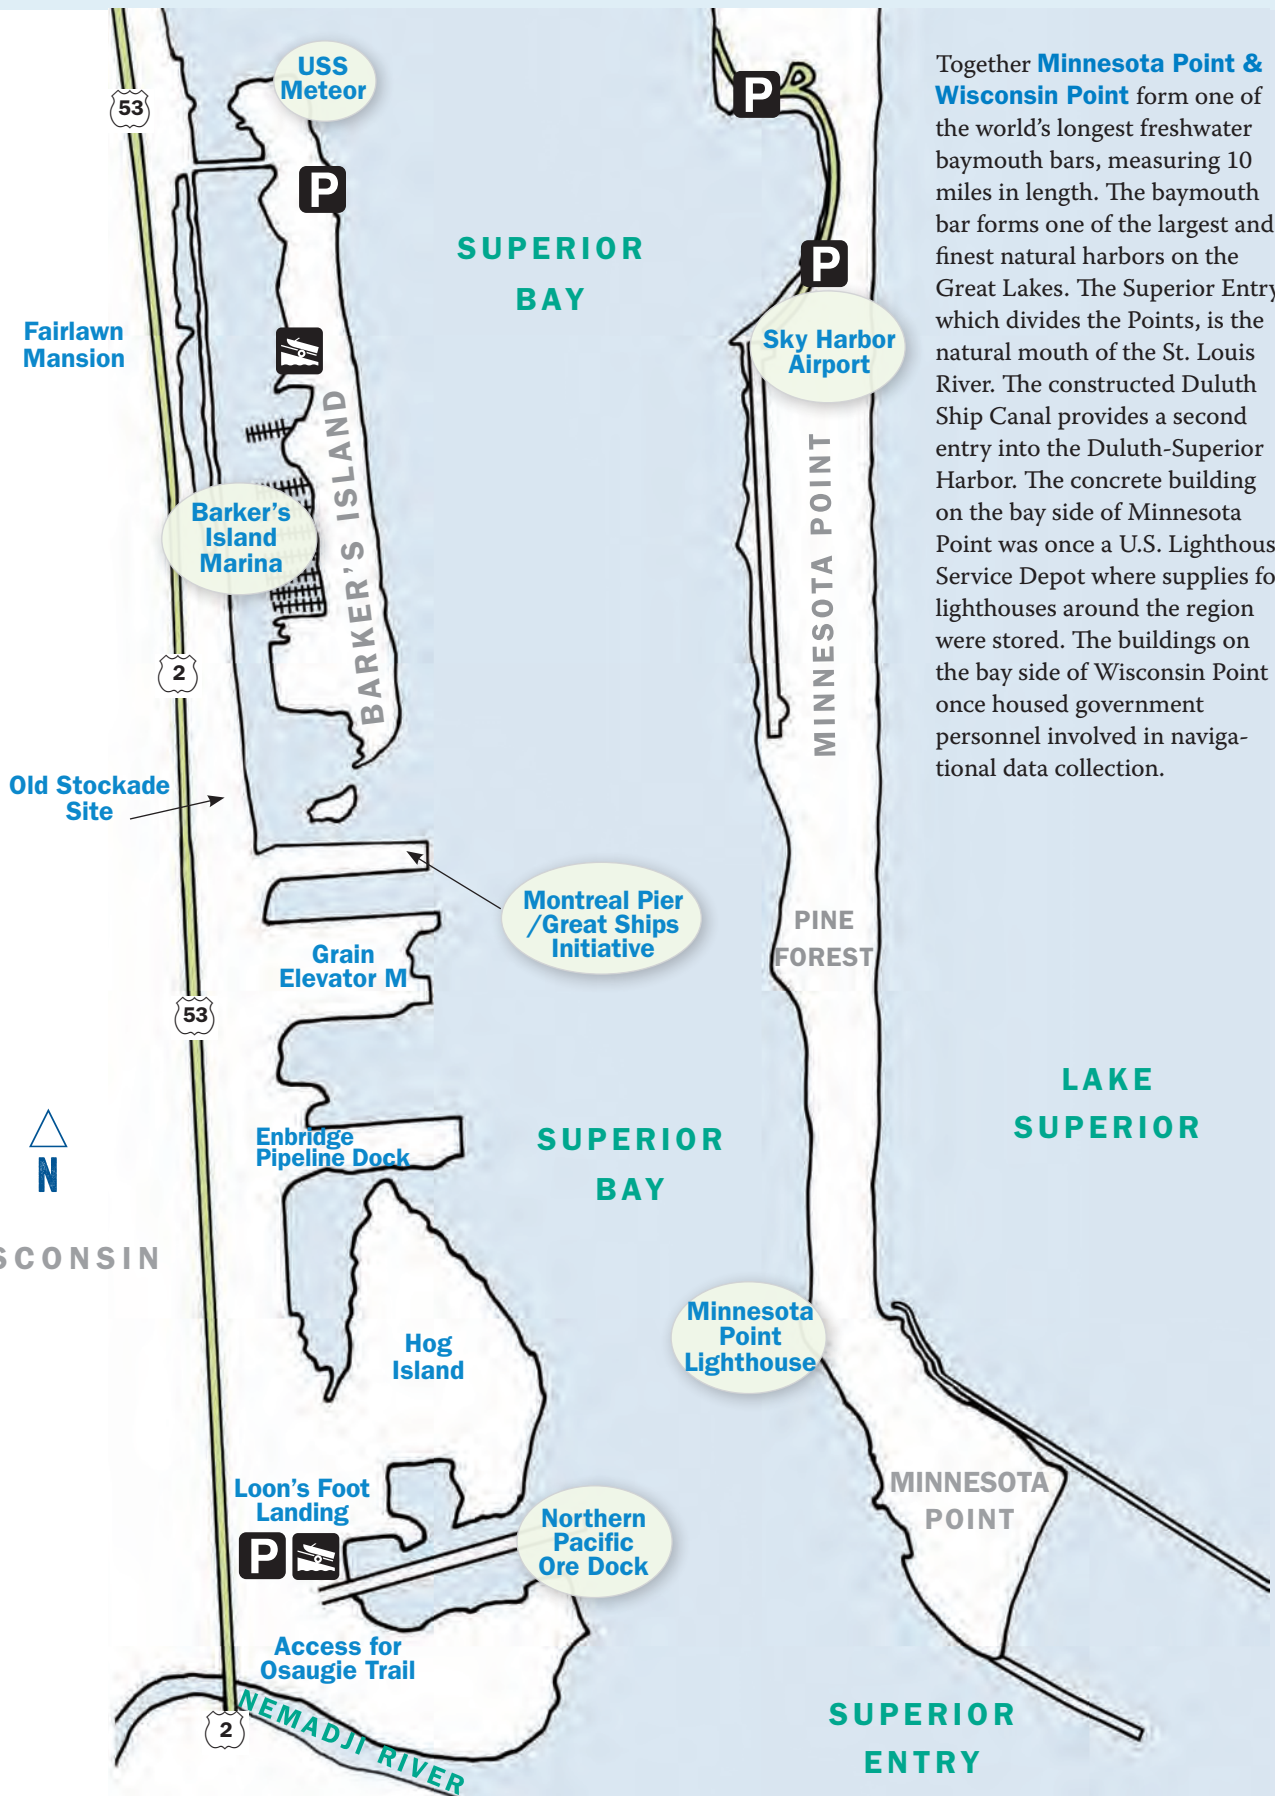 USS
Meteor
53
P
SUPERIOR
BAY
Fairlawn
Mansion
BARKER'S ISLAND
Barker's
Island
Marina
2
Old Stockade
Site
Montreal Pier
/Great Ships
Initiative
Grain
Elevator M
53
Enbridge
Pipeline Dock
SUPERIOR
BAY
N
SCONSIN
Hog
Island
Loon's Foot
Landing
P
Northern
Pacific
Ore Dock
Access for
Osaugie Trail
2
NEMADJI RIVER
P
P
Sky Harbor
Airport
MINNESOTA POINT
PINE
FOREST
LAKE
SUPERIOR
Minnesota
Point
Lighthouse
MINNESOTA
POINT
SUPERIOR
ENTRY
Together Minnesota Point &
Wisconsin Point form one of
the world's longest freshwater
baymouth bars, measuring 10
miles in length. The baymouth
bar forms one of the largest and
finest natural harbors on the
Great Lakes. The Superior Entry
which divides the Points, is the
natural mouth of the St. Louis
River. The constructed Duluth
Ship Canal provides a second
entry into the Duluth-Superior
Harbor. The concrete building
on the bay side of Minnesota
Point was once a U.S. Lighthous
Service Depot where supplies fo
lighthouses around the region
were stored. The buildings on
the bay side of Wisconsin Point
once housed government
personnel involved in naviga-
tional data collection.